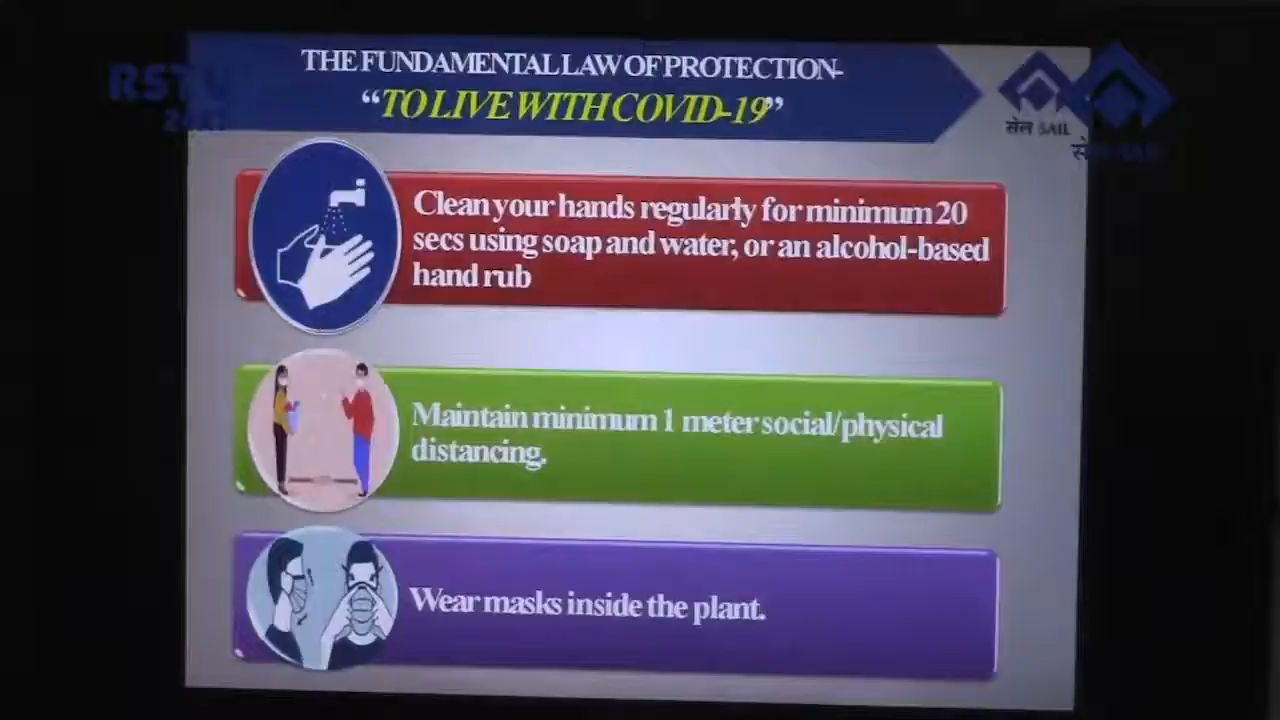 THE FUNDAMENTAL LAW OF PROTECTION-
“TO LIVE WITH COVID-19”
सेल SAIL
Clean your hands regularly for minimum 20
secs using soap and water, or an alcohol-based
hand rub
Maintain minimum 1 meter social/physical
distancing.
Wear masks inside the plant.